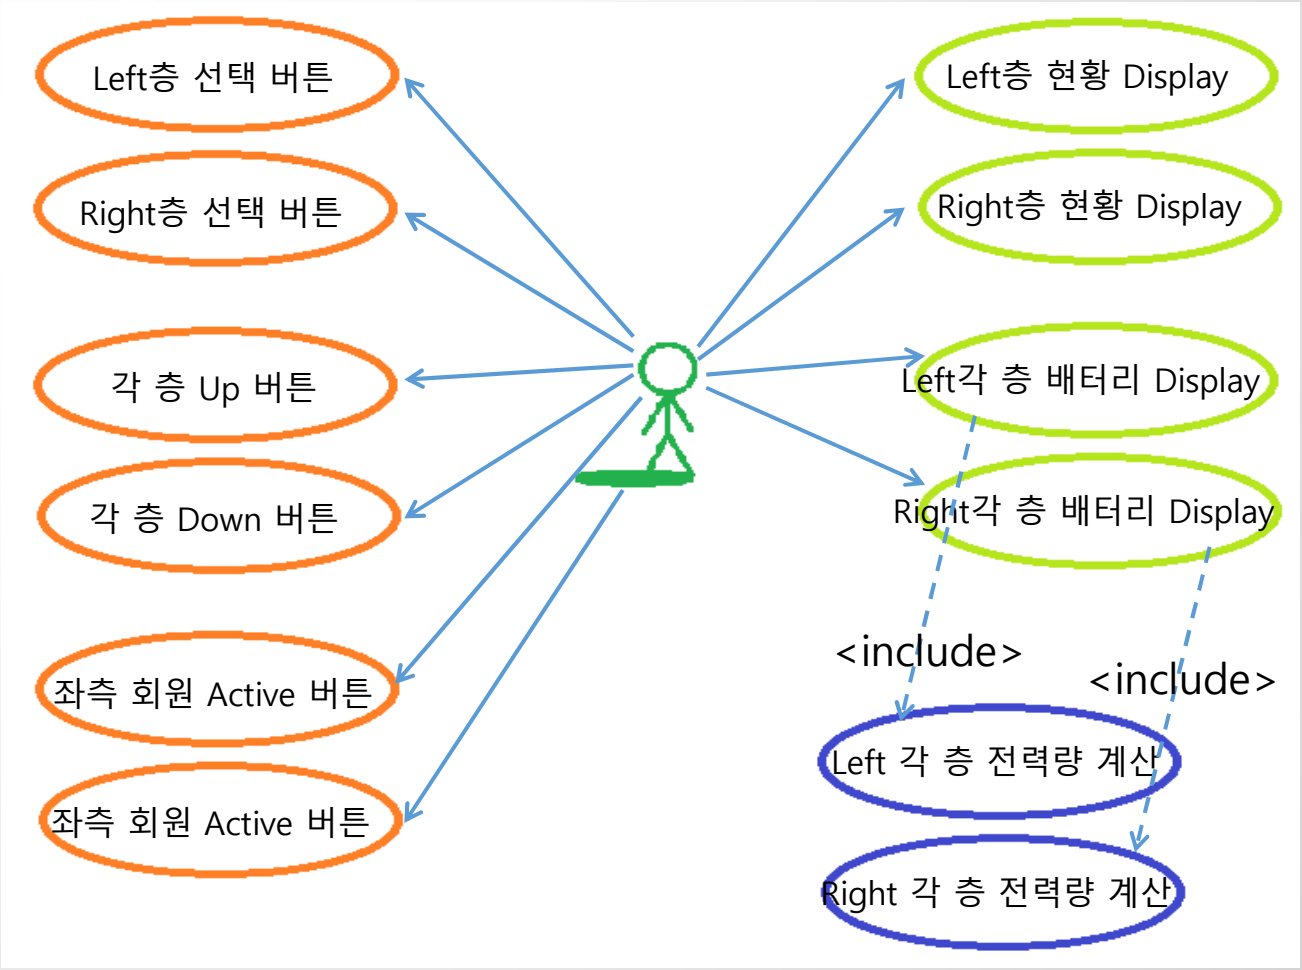 Left층 선택 버튼
Right층 선택 버튼
각 층 Up 버튼
각 층 Down 버튼
좌측 회원 Active 버튼
좌측 회원 Active 버튼
Left층 현황 Display
Right층 현황 Display
Left각 층 배터리 Display
Right각 층 배터리 Display
<include>
<include>
Left 각 층 전력량 계산
Right 각 층 전력량 계산